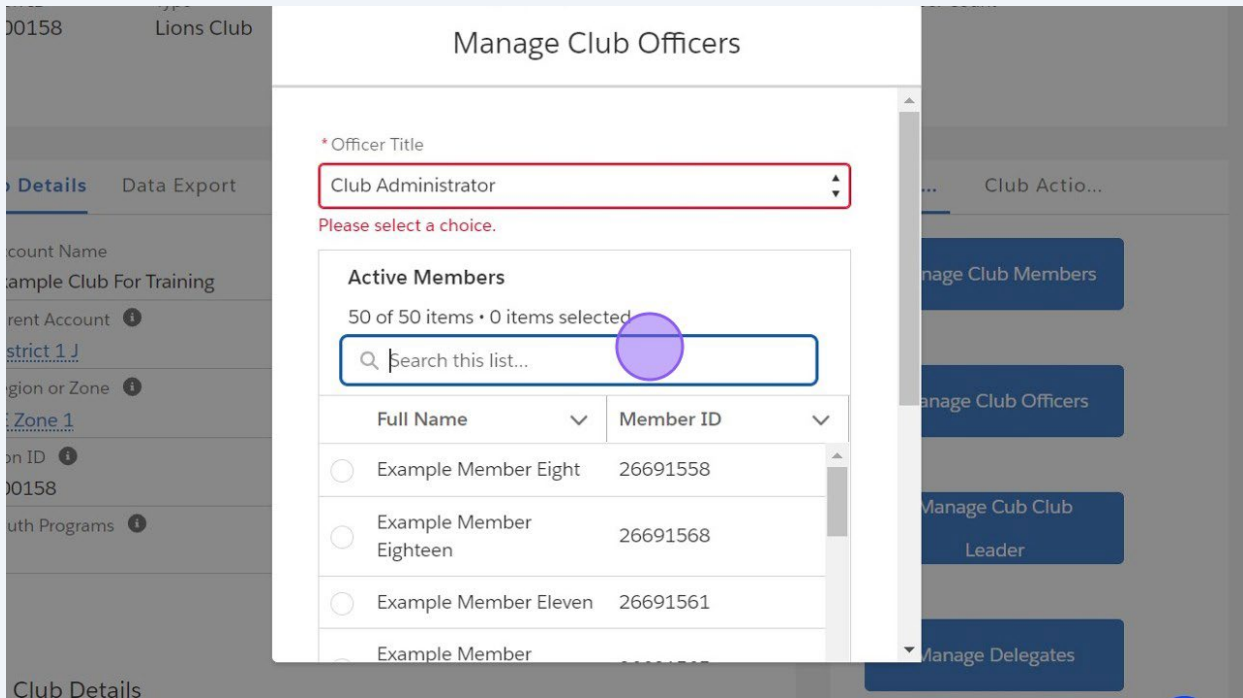 00158
Lions Club
Manage Club Officers
* Officer Title
Club Administrator
Please select a choice.
Active Members
50 of 50 items • 0 items selected
Search this list...
Full Name
Member ID
Example Member Eight
26691558
Example Member
Eighteen
26691568
Example Member Eleven
26691561
Example Member
Details
Data Export
count Name
ample Club For Training
rent Account
strict 1 J
gion or Zone
E Zone 1
on ID
00158
uth Programs
Club Details
...
Club Actio...
nage Club Members
anage Club Officers
Manage Cub Club
Leader
Manage Delegates